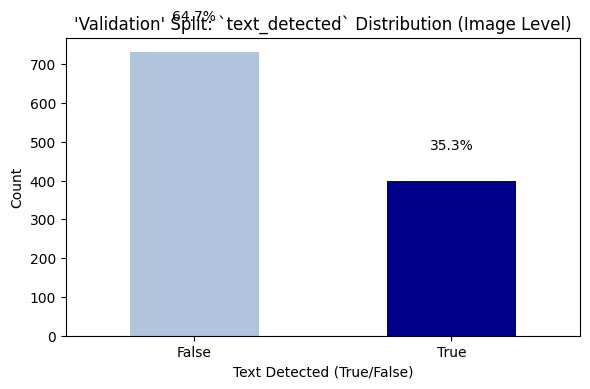 64.7%
'Validation' Split: `text_detected` Distribution (Image Level)
700
600
500
400
300
200
100
0
35.3%
Count
False
True
Text Detected (True/False)